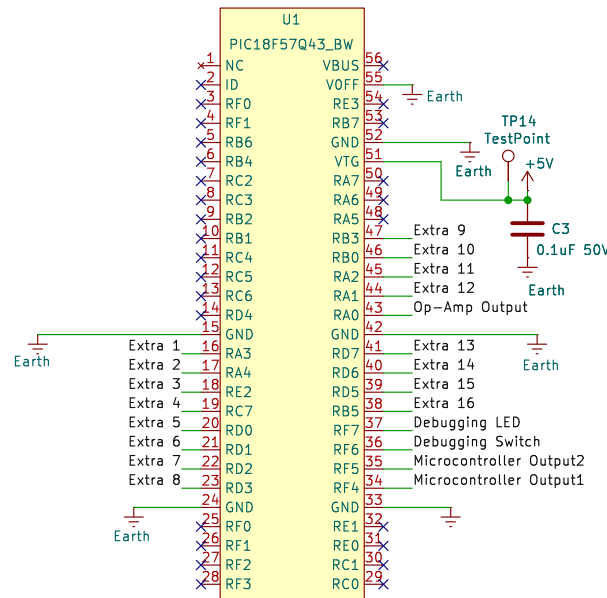 U1
PIC18F57Q43_BW
1 NC VBUS 56
2 ID VOFF 55 Earth
3 RF0 RE3 54
4 RF1 RB7 53 TP14
TestPoint
5 RB6 GND 52
6 RB4 VTG 51 Earth +5V
7 RC2 RA7 50
8 RC3 RA6 49
9 RB2 RA5 48
10 RB1 RB3 47 Extra 9 C3
11 RC4 RB0 46 Extra 10 0.1uF 50V
12 RC5 RA2 45 Extra 11
13 RC6 RA1 44 Extra 12 Earth
14 RD4 RA0 43 Op-Amp Output
15 GND GND 42
Earth Extra 1 16 RA3 RD7 41 Extra 13 Earth
Extra 2 17 RA4 RD6 40 Extra 14
Extra 3 18 RE2 RD5 39 Extra 15
Extra 4 19 RC7 RB5 38 Extra 16
Extra 5 20 RD0 RF7 37 Debugging LED
Extra 6 21 RD1 RF6 36 Debugging Switch
Extra 7 22 RD2 RF5 35 Microcontroller Output2
Extra 8 23 RD3 RF4 34 Microcontroller Output1
24 GND GND 33
Earth 25 RF0 RE1 32
26 RF1 RE0 31
27 RF2 RC1 30
28 RF3 RC0 29